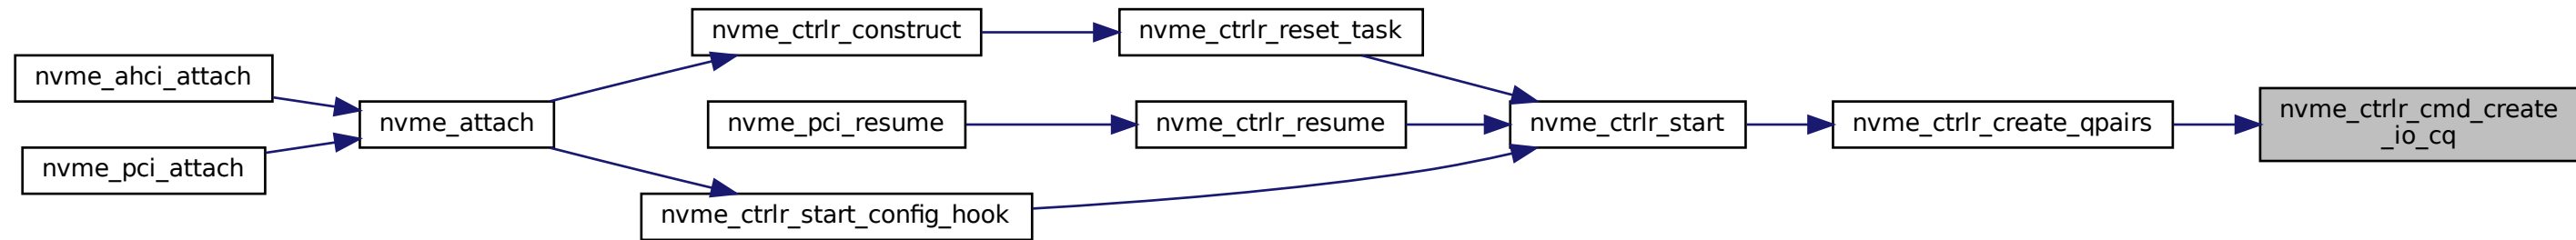 nvme_ahci_attach
nvme_pci_attach
nvme_attach
nvme_ctrlr_construct
nvme_pci_resume
nvme_ctrlr_start_config_hook
nvme_ctrlr_reset_task
nvme_ctrlr_resume
nvme_ctrlr_start
nvme_ctrlr_create_qpairs
nvme_ctrlr_cmd_create
_io_cq